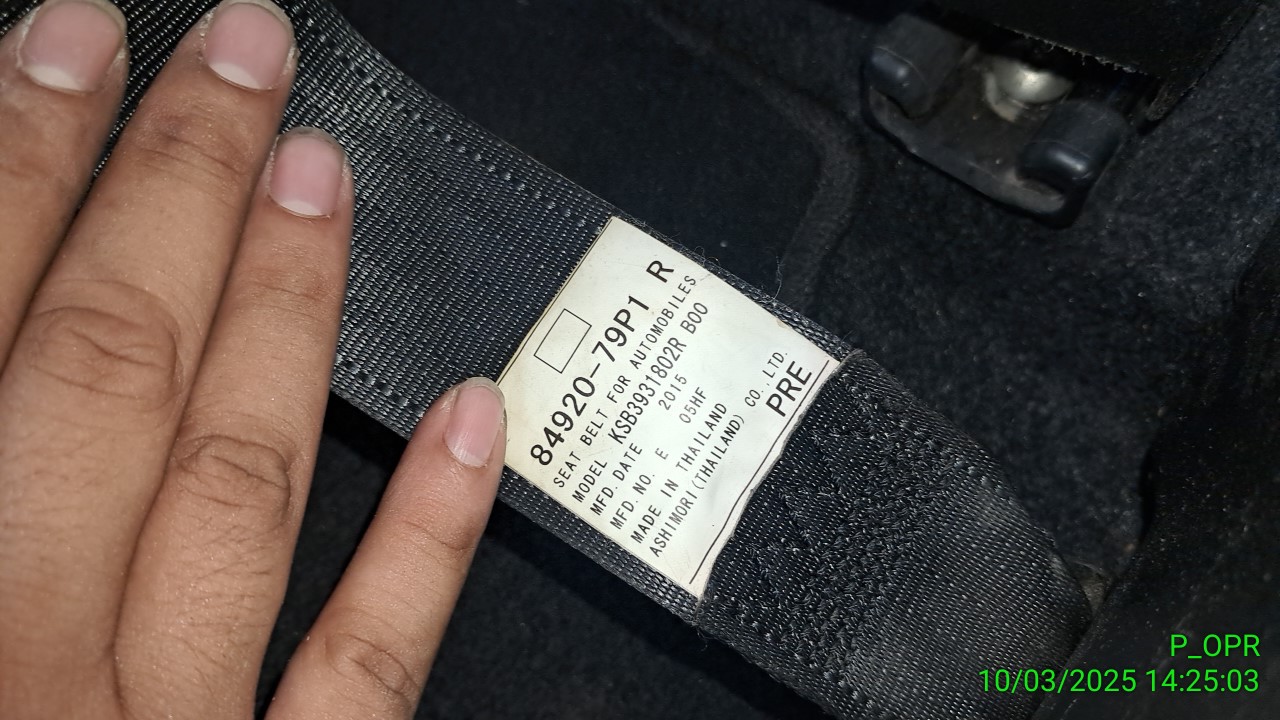 84920-79P1 R
SEAT BELT FOR AUTOMOBILES
MODEL KSB3931802R B00
MFD. DATE 2015
MFD. NO. E 05HF
MADE IN THAILAND
ASHIMORI(THAILAND) CO.,LTD.
PRE
P_OPR
10/03/2025 14:25:03